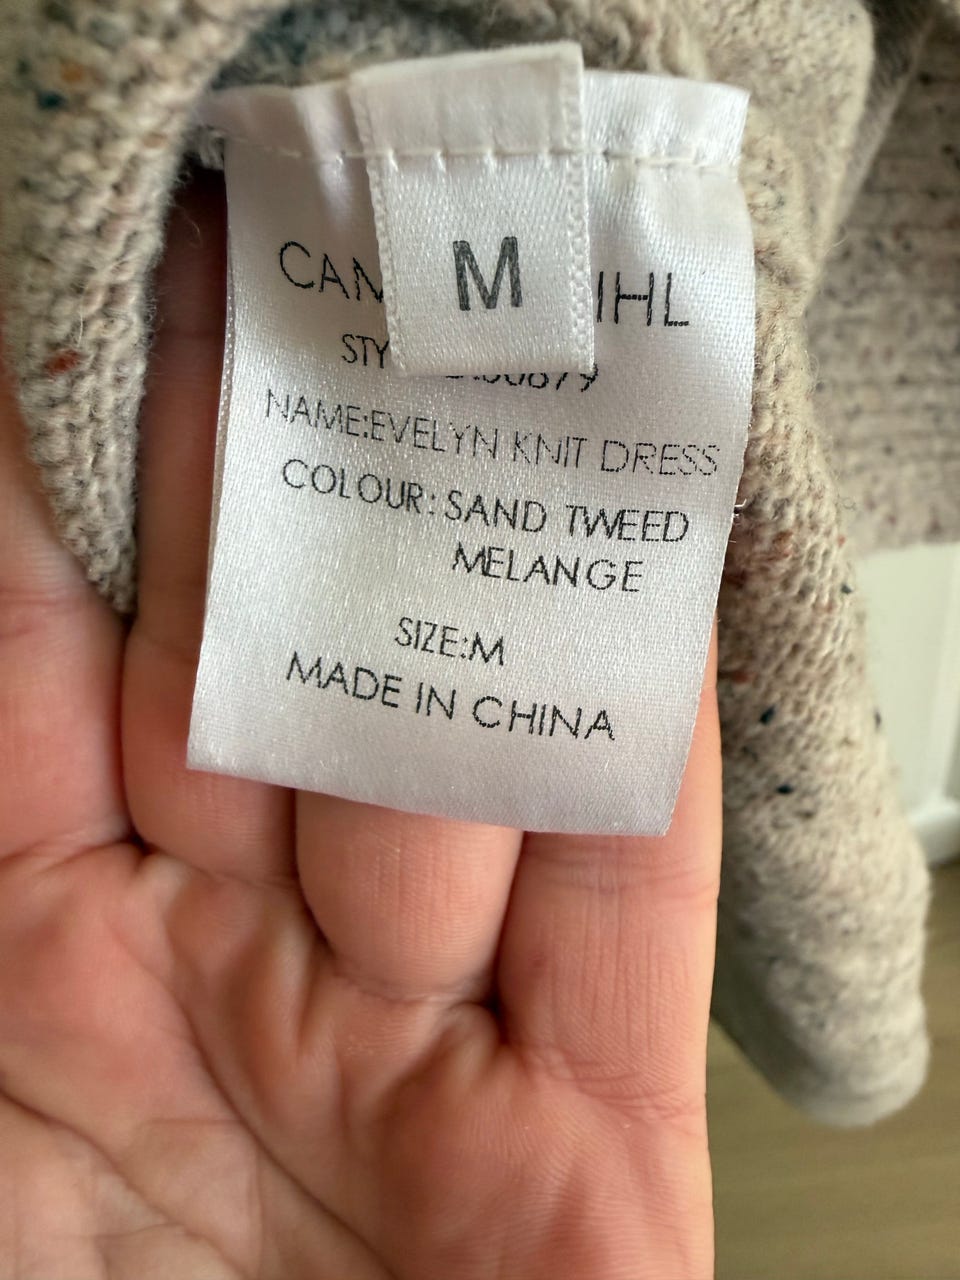 M
NAME:EVELYN KNIT DRESS
COLOUR: SAND TWEED
MELANGE
SIZE:M
MADE IN CHINA